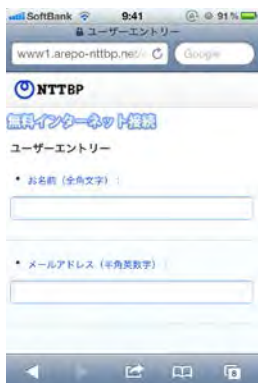 SoftBank 9:41 91%
ユーザーエントリー
www1.arepo-nttbp.net/ Google
NTTBP
無料インターネット接続
ユーザーエントリー
* お名前（全角文字）:
* メールアドレス（半角英数字）
8